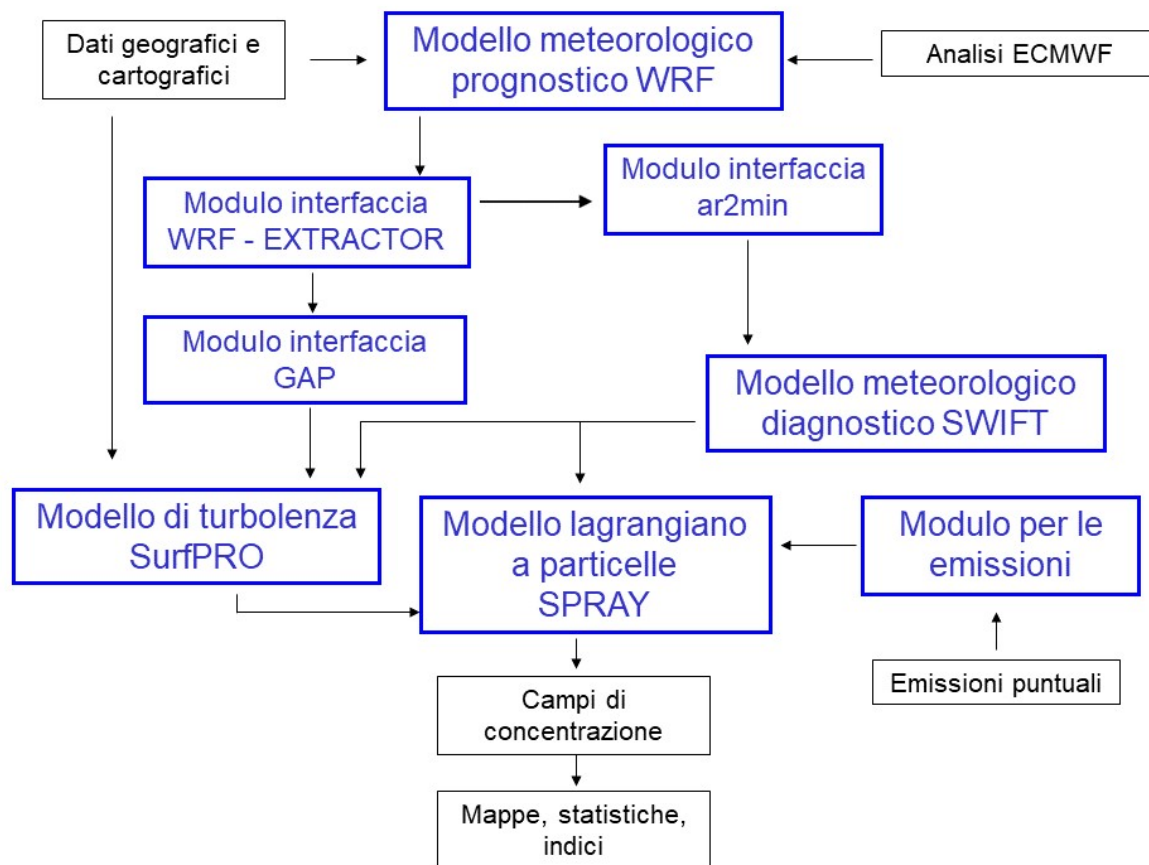 Dati geografici e
cartografici
Modello meteorologico
prognostico WRF
Analisi ECMWF
Modulo interfaccia
WRF - EXTRACTOR
Modulo interfaccia
ar2min
Modulo interfaccia
GAP
Modello meteorologico
diagnostico SWIFT
Modello di turbolenza
SurfPRO
Modello lagrangiano
a particelle
SPRAY
Modulo per le
emissioni
Emissioni puntuali
Campi di
concentrazione
Mappe, statistiche,
indici